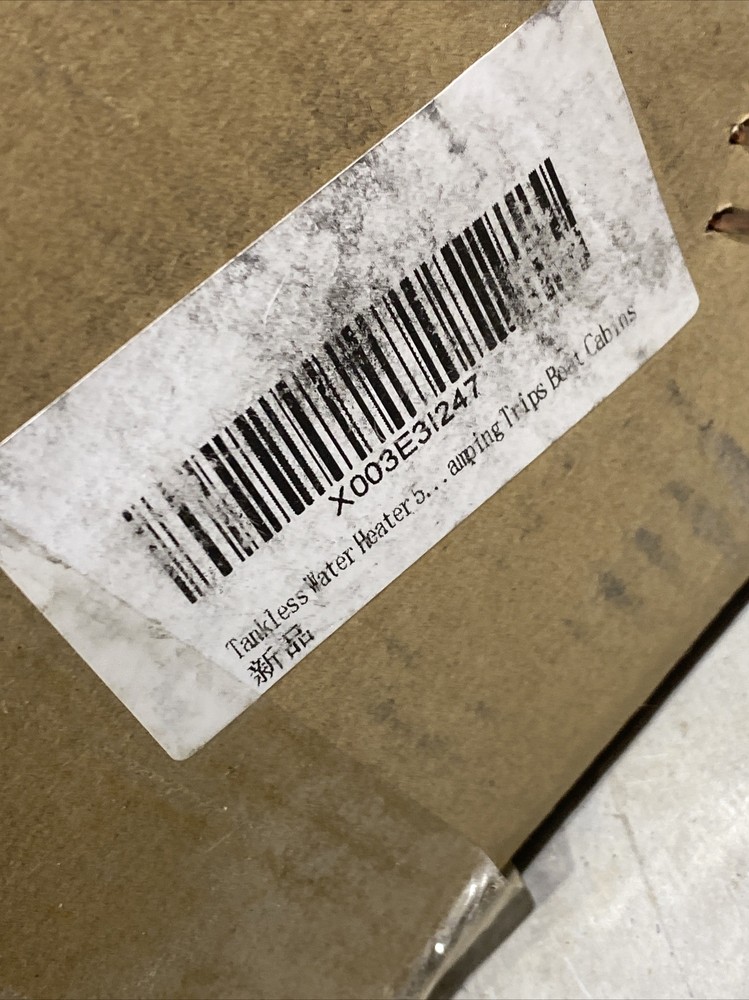 X003E3I247
Tankless Water Heater 5...amping Trips Boat Cabins
新品